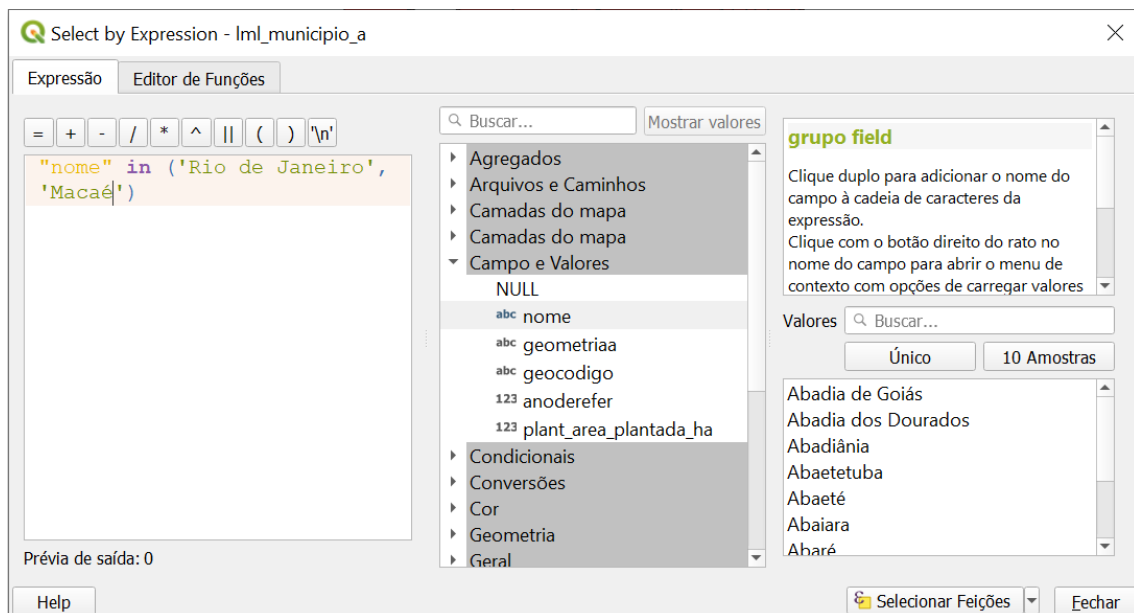 Select by Expression - lml_municipio_a
Expressão
Editor de Funções
= + - / * ^ || ( ) '\n'
"nome" in ('Rio de Janeiro',
'Macaé')
Prévia de saída: 0
Buscar...
Mostrar valores
Agregados
Arquivos e Caminhos
Camadas do mapa
Camadas do mapa
Campo e Valores
NULL
abc nome
abc geometriaa
abc geocodigo
123 anoderefer
123 plant_area_plantada_ha
Condicionais
Conversões
Cor
Geometria
Geral
grupo field
Clique duplo para adicionar o nome do
campo à cadeia de caracteres da
expressão.
Clique com o botão direito do rato no
nome do campo para abrir o menu de
contexto com opções de carregar valores
Valores
Buscar...
Único
10 Amostras
Abadia de Goiás
Abadia dos Dourados
Abadiânia
Abaetetuba
Abaeté
Abaiara
Abaré
Help
Selecionar Feições
Fechar